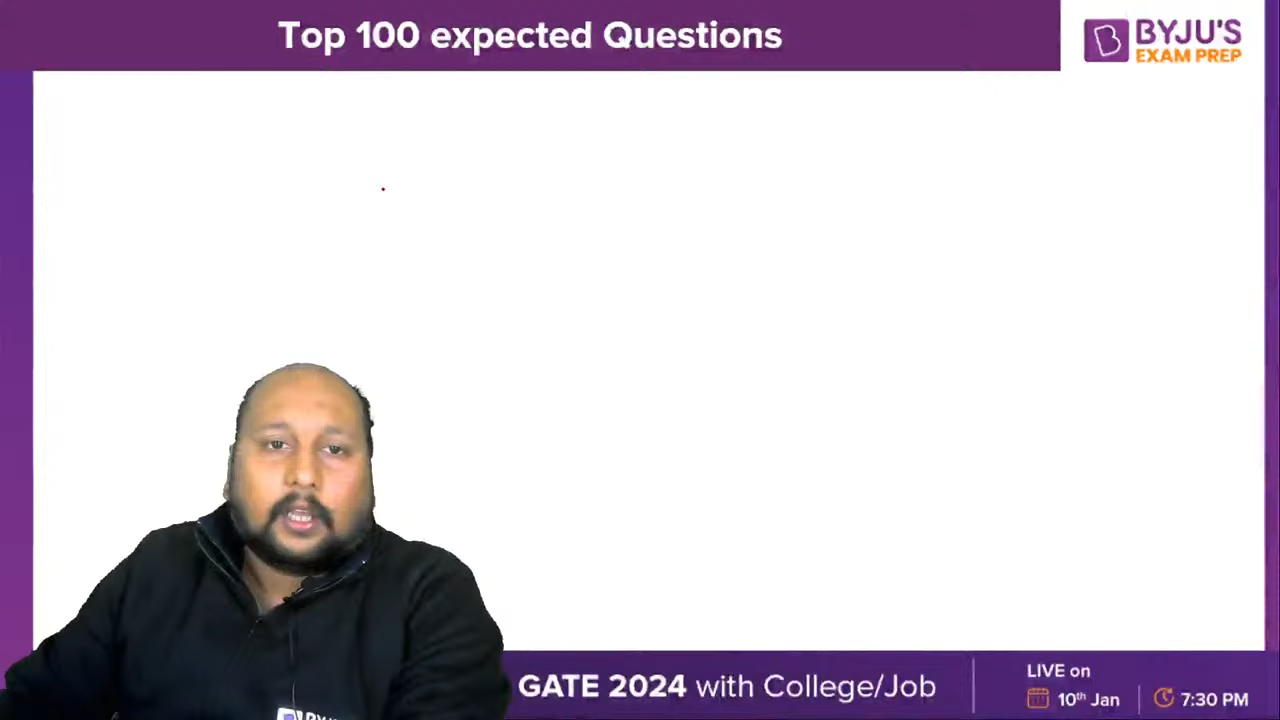 Top 100 expected Questions
BYJU'S
EXAM PREP
GATE 2024 with College/Job
LIVE on
10th Jan
7:30 PM